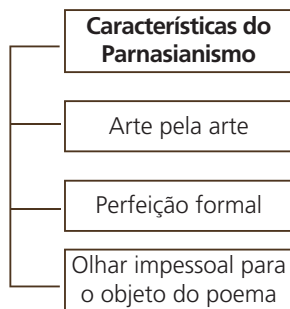 Características do
Parnasianismo
Arte pela arte
Perfeição formal
Olhar impessoal para
o objeto do poema